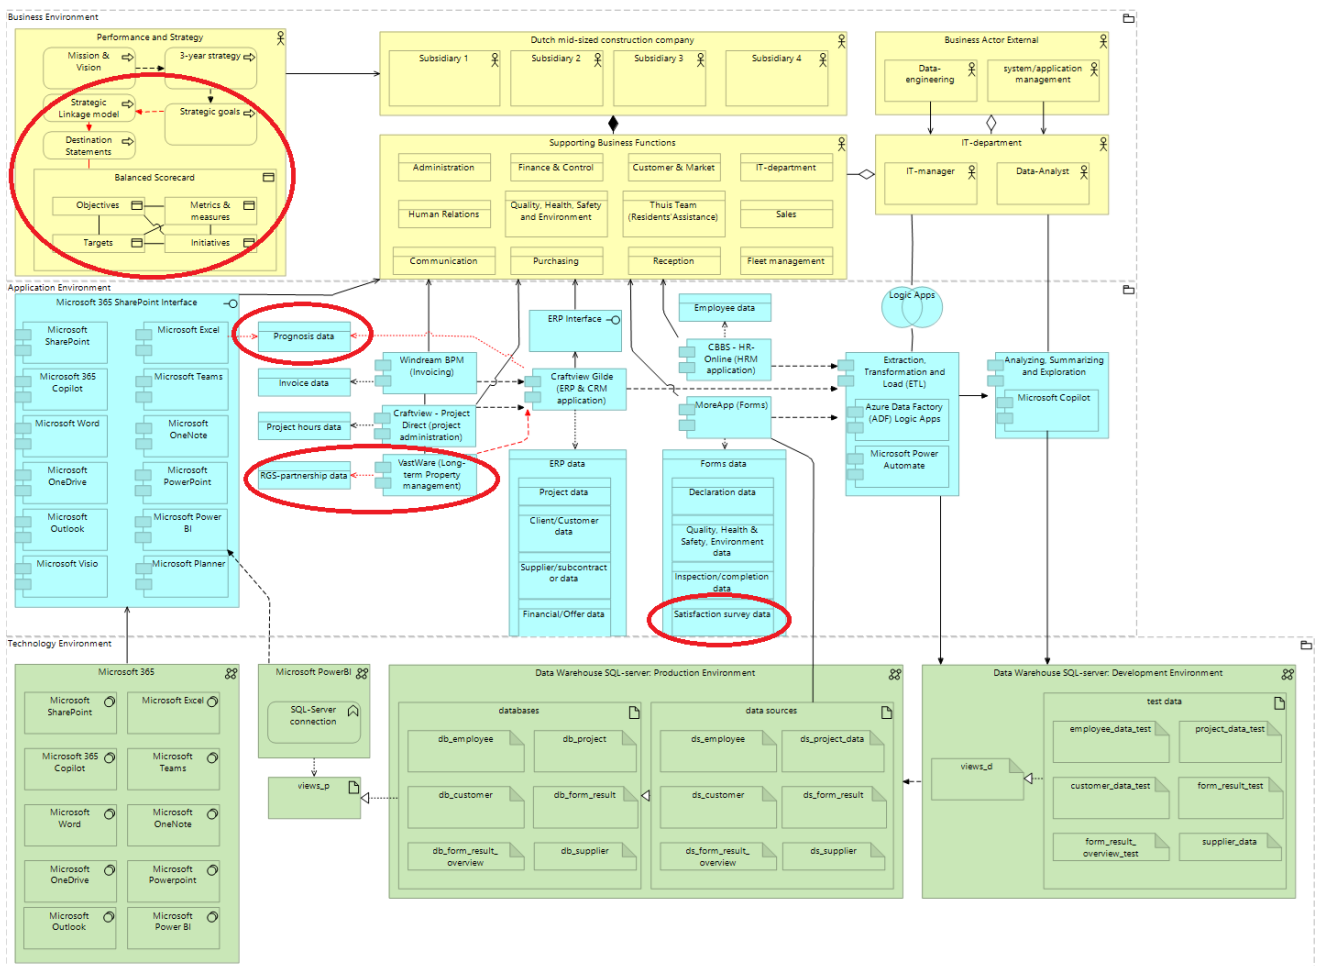 Business Environment
Performance and Strategy
Mission &
Vision
3-year strategy
Strategic
Linkage model
Strategic goals
Destination
Statements
Balanced Scorecard
Objectives
Metrics &
measures
Targets
Initiatives
Dutch mid-sized construction company
Subsidiary 1
Subsidiary 2
Subsidiary 3
Subsidiary 4
Supporting Business Functions
Administration
Finance & Control
Customer & Market
IT-department
Human Relations
Quality, Health, Safety
and Environment
Thuis Team
(Residents'Assistance)
Sales
Communication
Purchasing
Reception
Fleet management
Business Actor External
Data-
engineering
system/application
management
IT-department
IT-manager
Data-Analyst
Application Environment
Microsoft 365 SharePoint Interface
Microsoft
SharePoint
Microsoft Excel
Microsoft 365
Copilot
Microsoft Teams
Microsoft Word
Microsoft
OneNote
Microsoft
OneDrive
Microsoft
PowerPoint
Microsoft
Outlook
Microsoft Power
BI
Microsoft Visio
Microsoft Planner
Prognosis data
Invoice data
Project hours data
RGS-partnership data
Windream BPM
(Invoicing)
Craftview - Project
Direct (project
administration)
VastWare (Long-
term Property
management)
ERP Interface
Craftview Gilde
(ERP & CRM
application)
Employee data
CBBS - HR-
Online (HRM
application)
MoreApp (Forms)
ERP data
Project data
Client/Customer
data
Supplier/subcontract
or data
Financial/Offer data
Forms data
Declaration data
Quality, Health &
Safety, Environment
data
Inspection/completion
data
Satisfaction survey data
Logic Apps
Extraction,
Transformation and
Load (ETL)
Azure Data Factory
(ADF) Logic Apps
Microsoft Power
Automate
Analyzing, Summarizing
and Exploration
Microsoft Copilot
Technology Environment
Microsoft 365
Microsoft
SharePoint
Microsoft Excel
Microsoft 365
Copilot
Microsoft
Teams
Microsoft
Word
Microsoft
OneNote
Microsoft
OneDrive
Microsoft
Powerpoint
Microsoft
Outlook
Microsoft
Power BI
Microsoft PowerBI
SQL-Server
connection
views_p
Data Warehouse SQL-server: Production Environment
databases
db_employee
db_project
db_customer
db_form_result
db_form_result_
overview
db_supplier
data sources
ds_employee
ds_project_data
ds_customer
ds_form_result
ds_form_result_
overview
ds_supplier
Data Warehouse SQL-server: Development Environment
views_d
test data
employee_data_test
project_data_test
customer_data_test
form_result_test
form_result_
overview_test
supplier_data